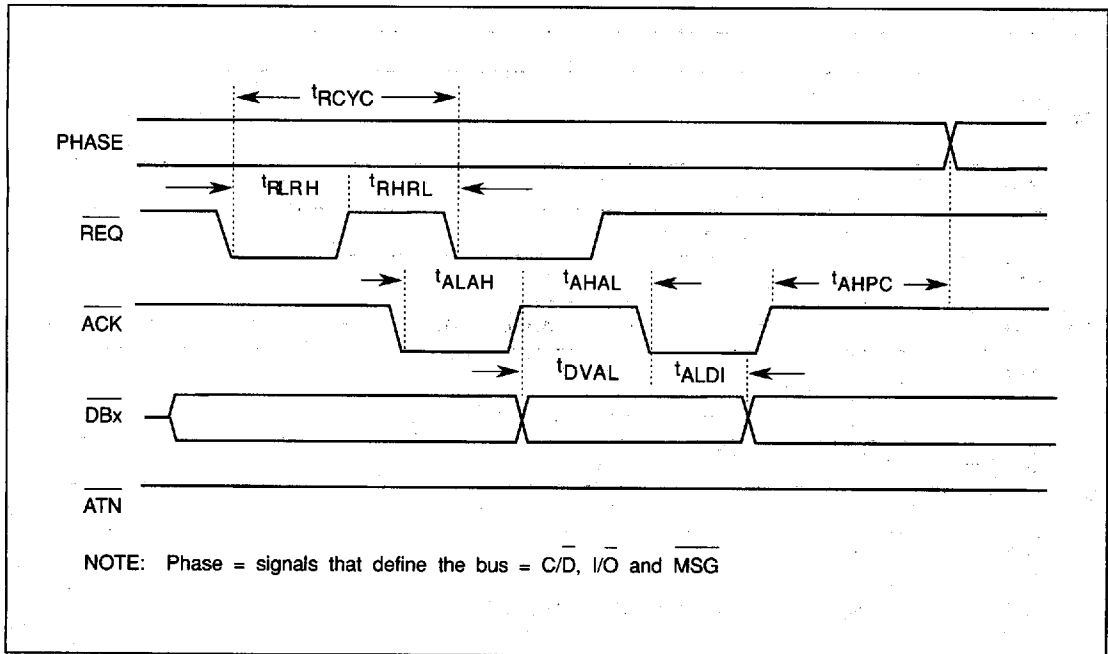 tRCYC
PHASE
tRLRH tRHRL
REQ
tALAH tAHAL tAHPC
ACK
tDVAL tALDI
DBx
ATN
NOTE: Phase = signals that define the bus = C/D̅, I/O̅ and M̅S̅G̅